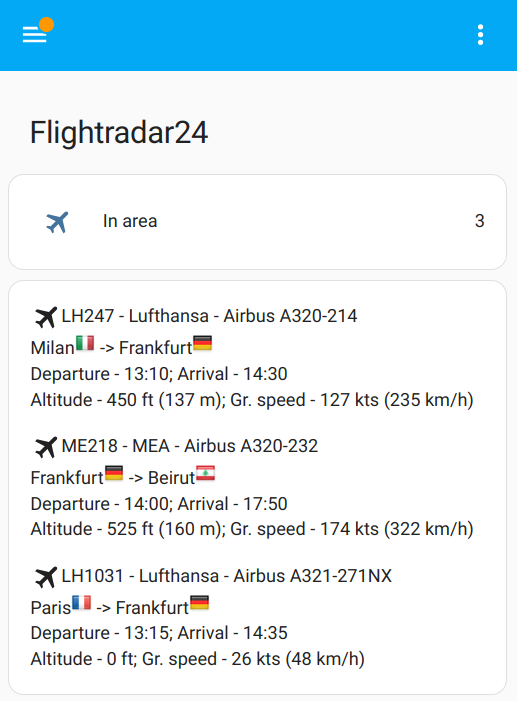 Flightradar24
In area 3
LH247 - Lufthansa - Airbus A320-214
Milan -> Frankfurt
Departure - 13:10; Arrival - 14:30
Altitude - 450 ft (137 m); Gr. speed - 127 kts (235 km/h)
ME218 - MEA - Airbus A320-232
Frankfurt -> Beirut
Departure - 14:00; Arrival - 17:50
Altitude - 525 ft (160 m); Gr. speed - 174 kts (322 km/h)
LH1031 - Lufthansa - Airbus A321-271NX
Paris -> Frankfurt
Departure - 13:15; Arrival - 14:35
Altitude - 0 ft; Gr. speed - 26 kts (48 km/h)